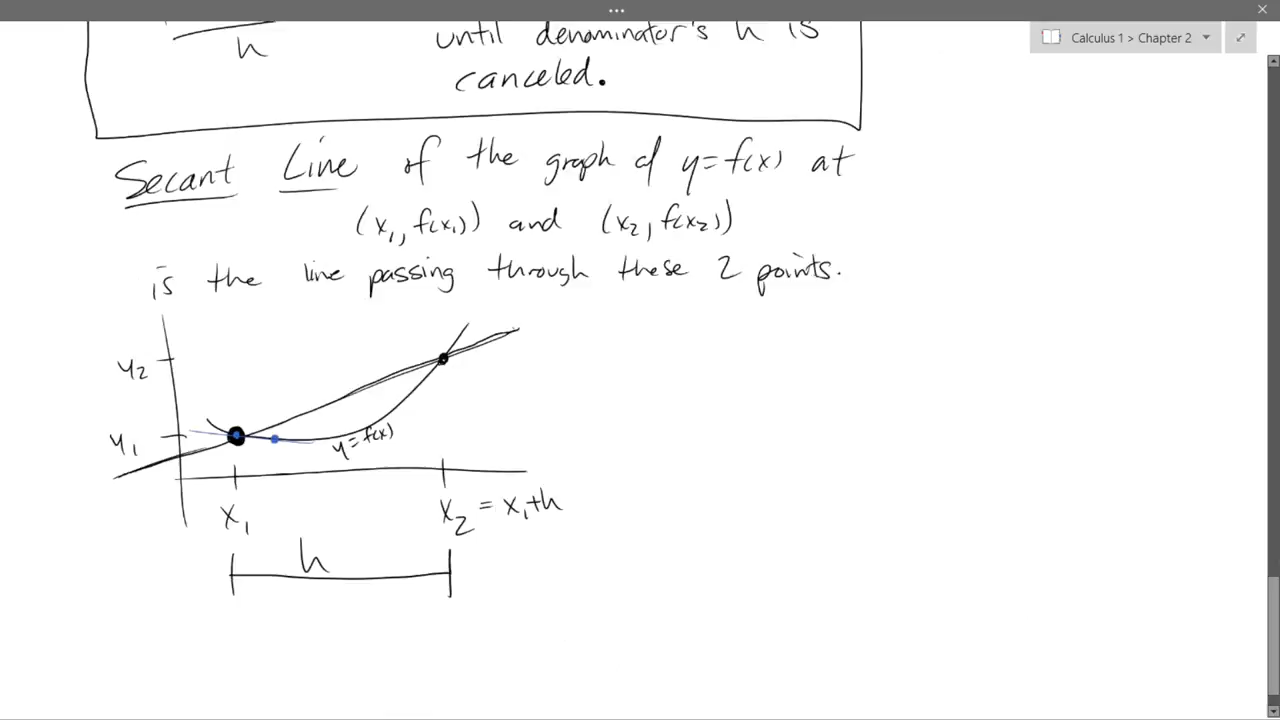 Calculus 1 > Chapter 2
h
until denominator's h is
canceled.
Secant Line of the graph of y=f(x) at
(x₁, f(x₁)) and (x₂, f(x₂))
is the line passing through these 2 points.
y₂
y₁
y=f(x)
x₁
x₂ = x₁+h
h